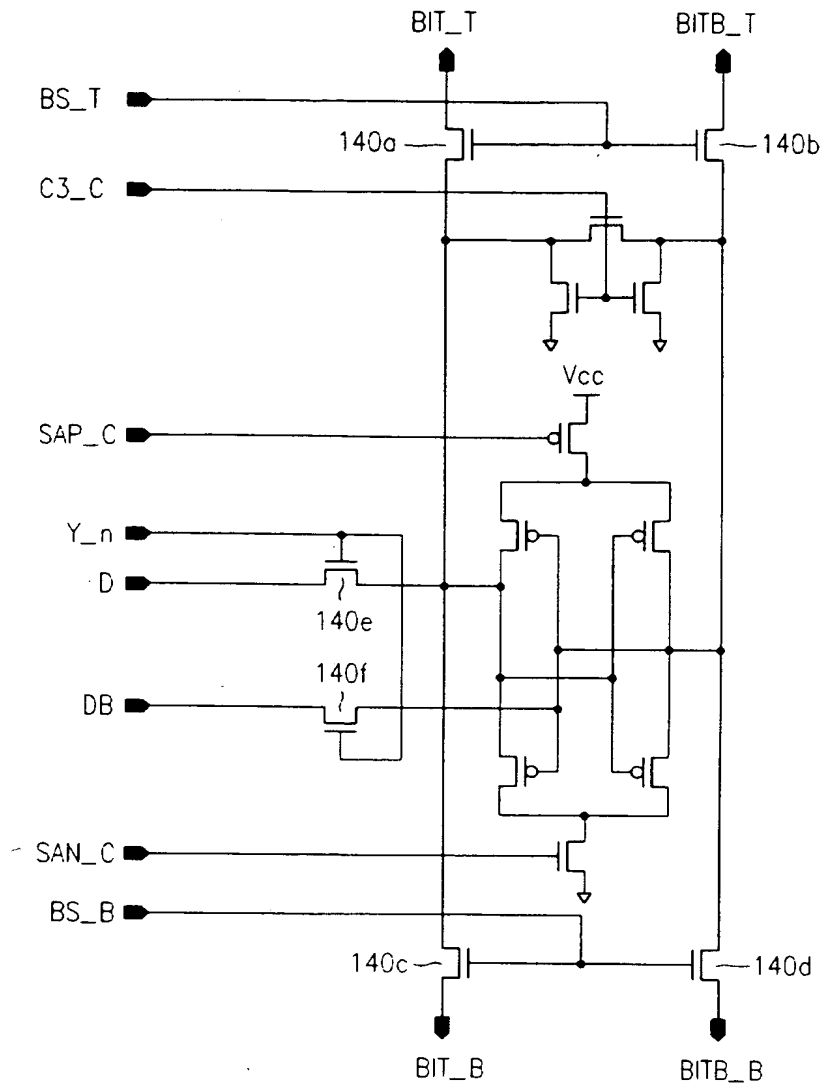 BIT_T
BITB_T
BS_T
140a
140b
C3_C
Vcc
SAP_C
Y_n
D
140e
140f
DB
SAN_C
BS_B
140c
140d
BIT_B
BITB_B